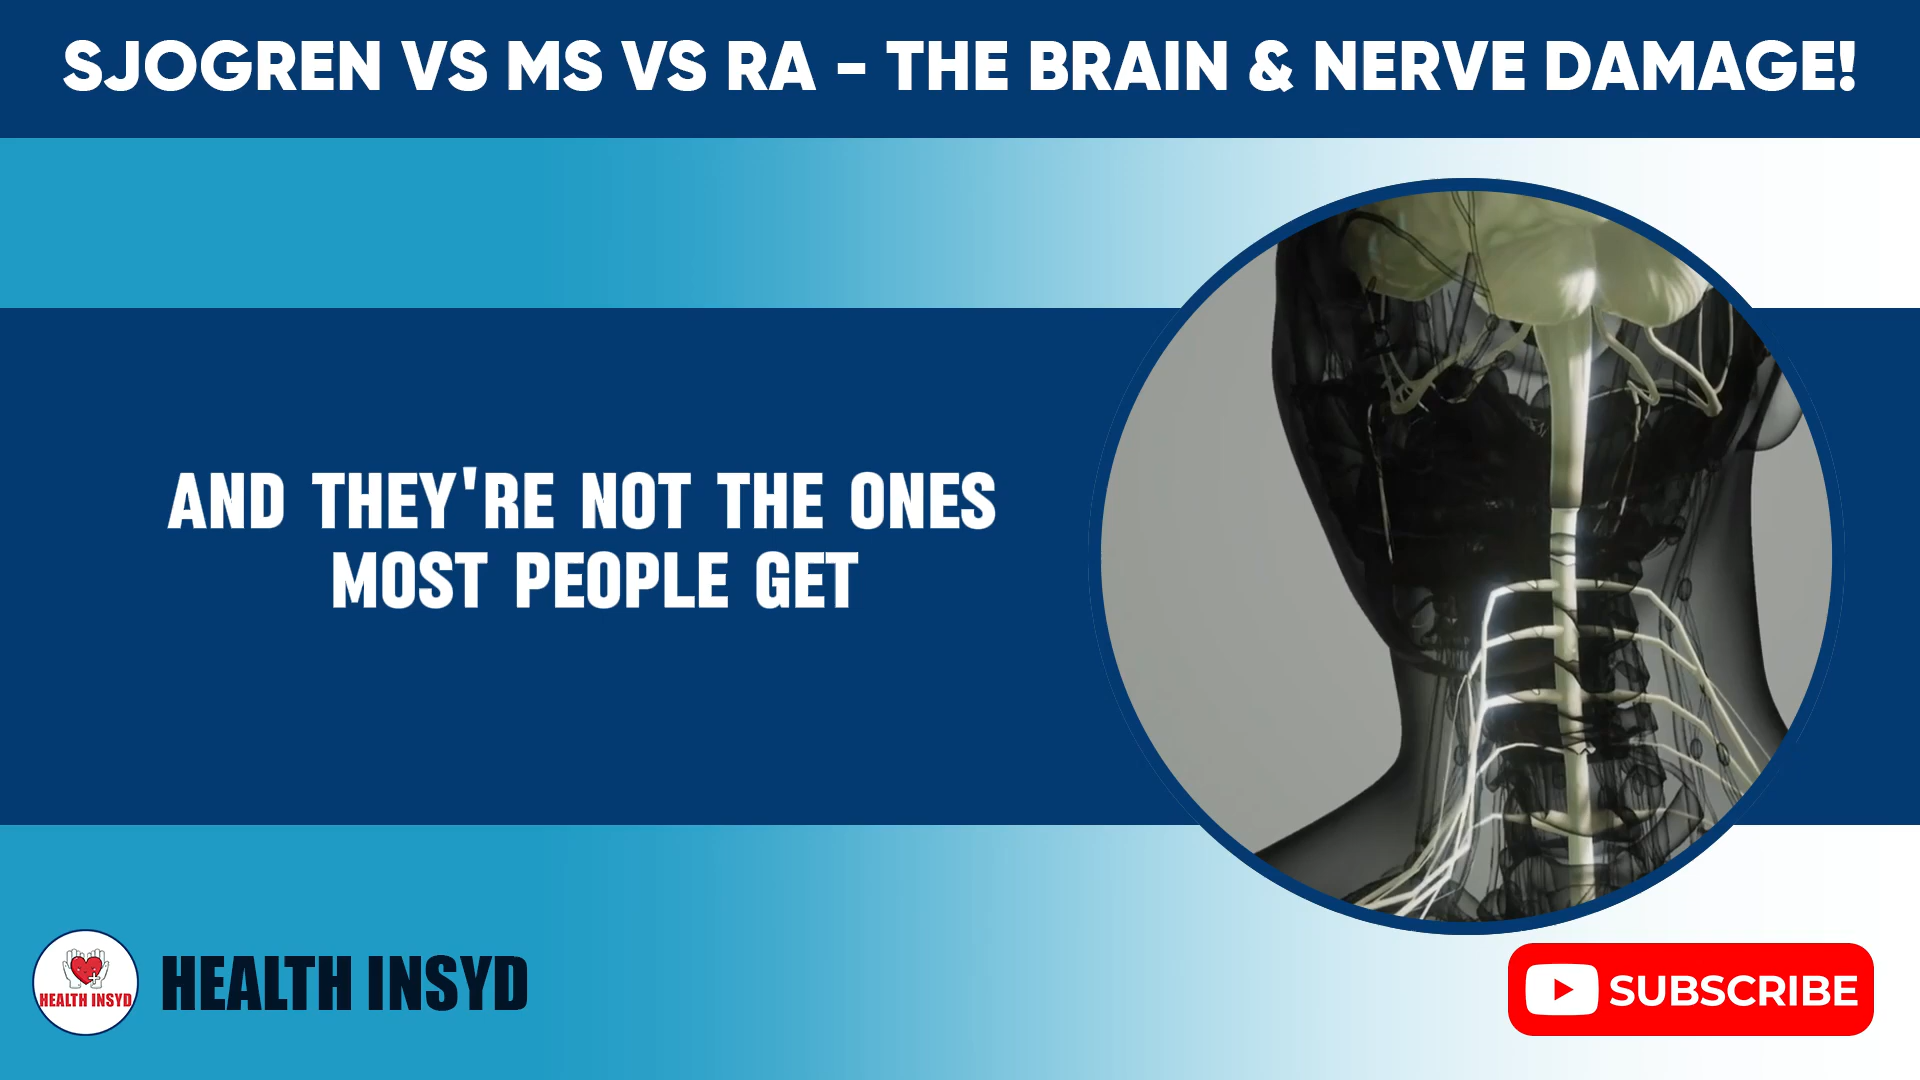 SJOGREN VS MS VS RA - THE BRAIN & NERVE DAMAGE!
AND THEY'RE NOT THE ONES
MOST PEOPLE GET
HEALTH INSYD
HEALTH INSYD
SUBSCRIBE